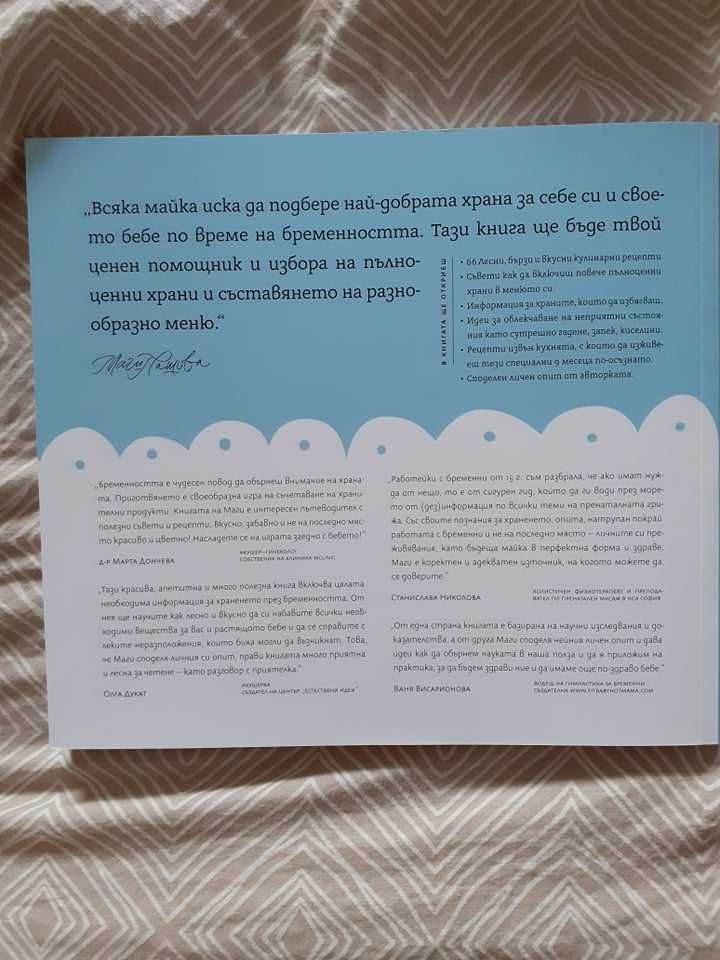 „Всяка майка иска да подбере най-добрата храна за себе си и свое-
то бебе по време на бременността. Тази книга ще бъде твой
ценен помощник и избора на пълно-
ценни храни и съставянето на разно-
образно меню.“
Маги Пашова
В КНИГАТА ЩЕ ОТКРИЕШ
• 66 Лесни, бързи и вкусни кулинарни рецепти
• Съвети как да включиш повече пълноценни
храни в менюто си.
• Информация за храните, които да избягваш.
• Идеи за облекчаване на неприятни състоя-
ния като сутрешно гадене, запек, киселини.
• Рецепти извън кухнята, с които да изживе-
еш тези специални 9 месеца по-осъзнато.
• Споделен личен опит от авторката.
„Бременността е чудесен повод да обърнеш внимание на храна-
та. Приготвянето е своеобразна игра на съчетаване на храни-
телни продукти. Книгата на Маги е интересен пътеводител с
полезни съвети и рецепти. Вкусно, забавно и не на последно мяс-
то красиво и цветно! Насладете се на играта заедно с бебето!“
Д-р Марта Дончева
АКУШЕР-ГИНЕКОЛОГ
СОБСТВЕНИК НА КЛИНИКА MCLINIC
„Тази красива, апетитна и много полезна книга включва цялата
необходима информация за храненето през бременността. От
нея ще научите как лесно и вкусно да си набавите всички необ-
ходими вещества за вас и растящото бебе и да се справите с
леките неразположения, които биха могли да възникнат. Това,
че Маги споделя личния си опит, прави книгата много приятна
и лесна за четене – като разговор с приятелка.“
Олга Дукат
АКУШЕРКА
СЪЗДАТЕЛ НА ЦЕНТЪР „ЕСТЕСТВЕНИ ИДЕИ“
„Работейки с бременни от 15 г. съм разбрала, че ако имат нуж-
да от нещо, то е от сигурен гид, който да ги води през море-
то от (дез)информация по всички теми на пренаталната гри-
жа. Със своите познания за храненето, опита, натрупан покрай
работата с бременни и не на последно място – личните си пре-
живявания, като бъдеща майка в перфектна форма и здраве,
Маги е коректен и адекватен източник, на когото можете да
се доверите.“
Станислава Николова
ХОЛИСТИЧЕН ФИЗИОТЕРАПЕВТ И ПРЕПОДА-
ВАТЕЛ ПО ПРЕНАТАЛЕН МАСАЖ В НСА СОФИЯ
„От една страна книгата е базирана на научни изследвания и до-
казателства, а от друга Маги споделя нейния личен опит и дава
идеи как да обърнем науката в наша полза и да я приложим на
практика, за да бъдем здрави ние и да имаме още по-здраво бебе.“
Ваня Висарионова
ВОДЕЩ НА ГИМНАСТИКА ЗА БРЕМЕННИ
СЪЗДАТЕЛНА WWW.FITBABYHOTMAMA.COM